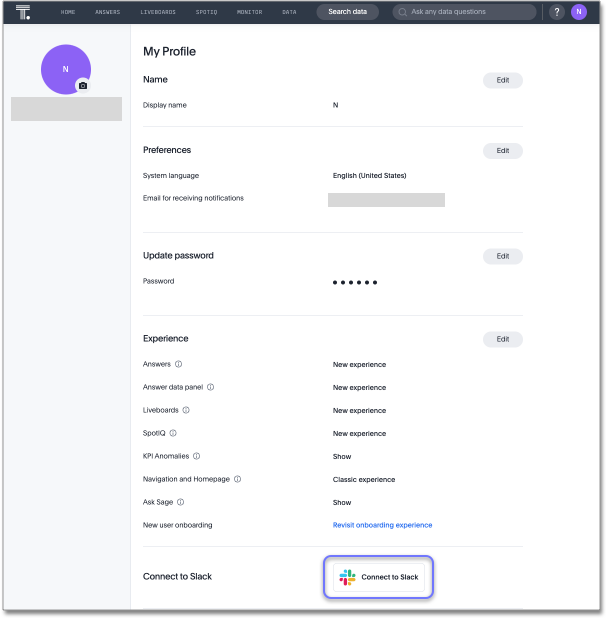 T.
HOME ANSWERS LIVEBOARDS SPOTIQ MONITOR DATA Search data Ask any data questions ? N
N
My Profile
Name Edit
Display name N
Preferences Edit
System language English (United States)
Email for receiving notifications
Update password Edit
Password ● ● ● ● ● ●
Experience Edit
Answers New experience
Answer data panel New experience
Liveboards New experience
SpotIQ New experience
KPI Anomalies Show
Navigation and Homepage Classic experience
Ask Sage Show
New user onboarding Revisit onboarding experience
Connect to Slack Connect to Slack